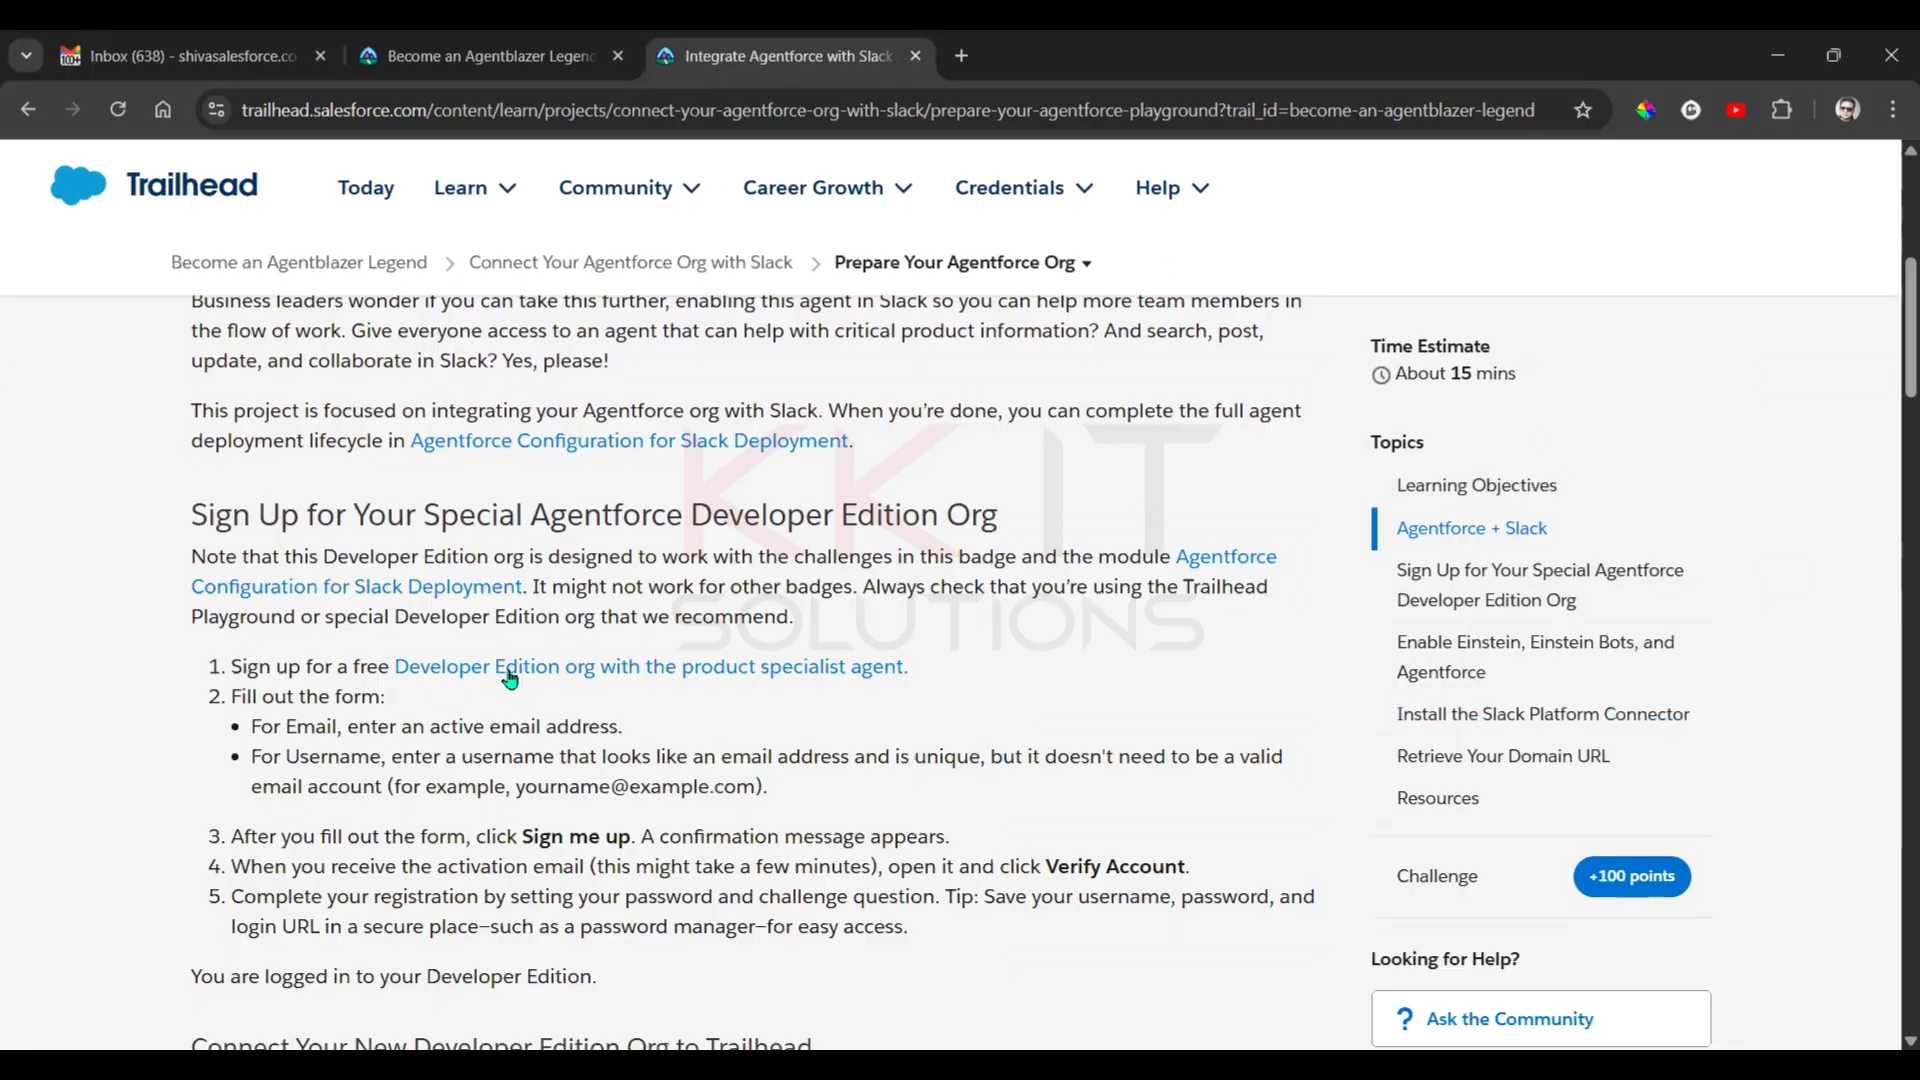 Inbox (638) - shivasalesforce.co
Become an Agentblazer Legend
Integrate Agentforce with Slack
trailhead.salesforce.com/content/learn/projects/connect-your-agentforce-org-with-slack/prepare-your-agentforce-playground?trail_id=become-an-agentblazer-legend
Trailhead
Today
Learn
Community
Career Growth
Credentials
Help
Become an Agentblazer Legend
Connect Your Agentforce Org with Slack
Prepare Your Agentforce Org
Business leaders wonder if you can take this further, enabling this agent in Slack so you can help more team members in
the flow of work. Give everyone access to an agent that can help with critical product information? And search, post,
update, and collaborate in Slack? Yes, please!
This project is focused on integrating your Agentforce org with Slack. When you're done, you can complete the full agent
deployment lifecycle in Agentforce Configuration for Slack Deployment.
Sign Up for Your Special Agentforce Developer Edition Org
Note that this Developer Edition org is designed to work with the challenges in this badge and the module Agentforce
Configuration for Slack Deployment. It might not work for other badges. Always check that you're using the Trailhead
Playground or special Developer Edition org that we recommend.
1. Sign up for a free Developer Edition org with the product specialist agent.
2. Fill out the form:
• For Email, enter an active email address.
• For Username, enter a username that looks like an email address and is unique, but it doesn't need to be a valid
email account (for example, yourname@example.com).
3. After you fill out the form, click Sign me up. A confirmation message appears.
4. When you receive the activation email (this might take a few minutes), open it and click Verify Account.
5. Complete your registration by setting your password and challenge question. Tip: Save your username, password, and
login URL in a secure place—such as a password manager—for easy access.
You are logged in to your Developer Edition.
Connect Your New Developer Edition Org to Trailhead
KK IT
SOLUTIONS
Time Estimate
About 15 mins
Topics
Learning Objectives
Agentforce + Slack
Sign Up for Your Special Agentforce
Developer Edition Org
Enable Einstein, Einstein Bots, and
Agentforce
Install the Slack Platform Connector
Retrieve Your Domain URL
Resources
Challenge
+100 points
Looking for Help?
? Ask the Community